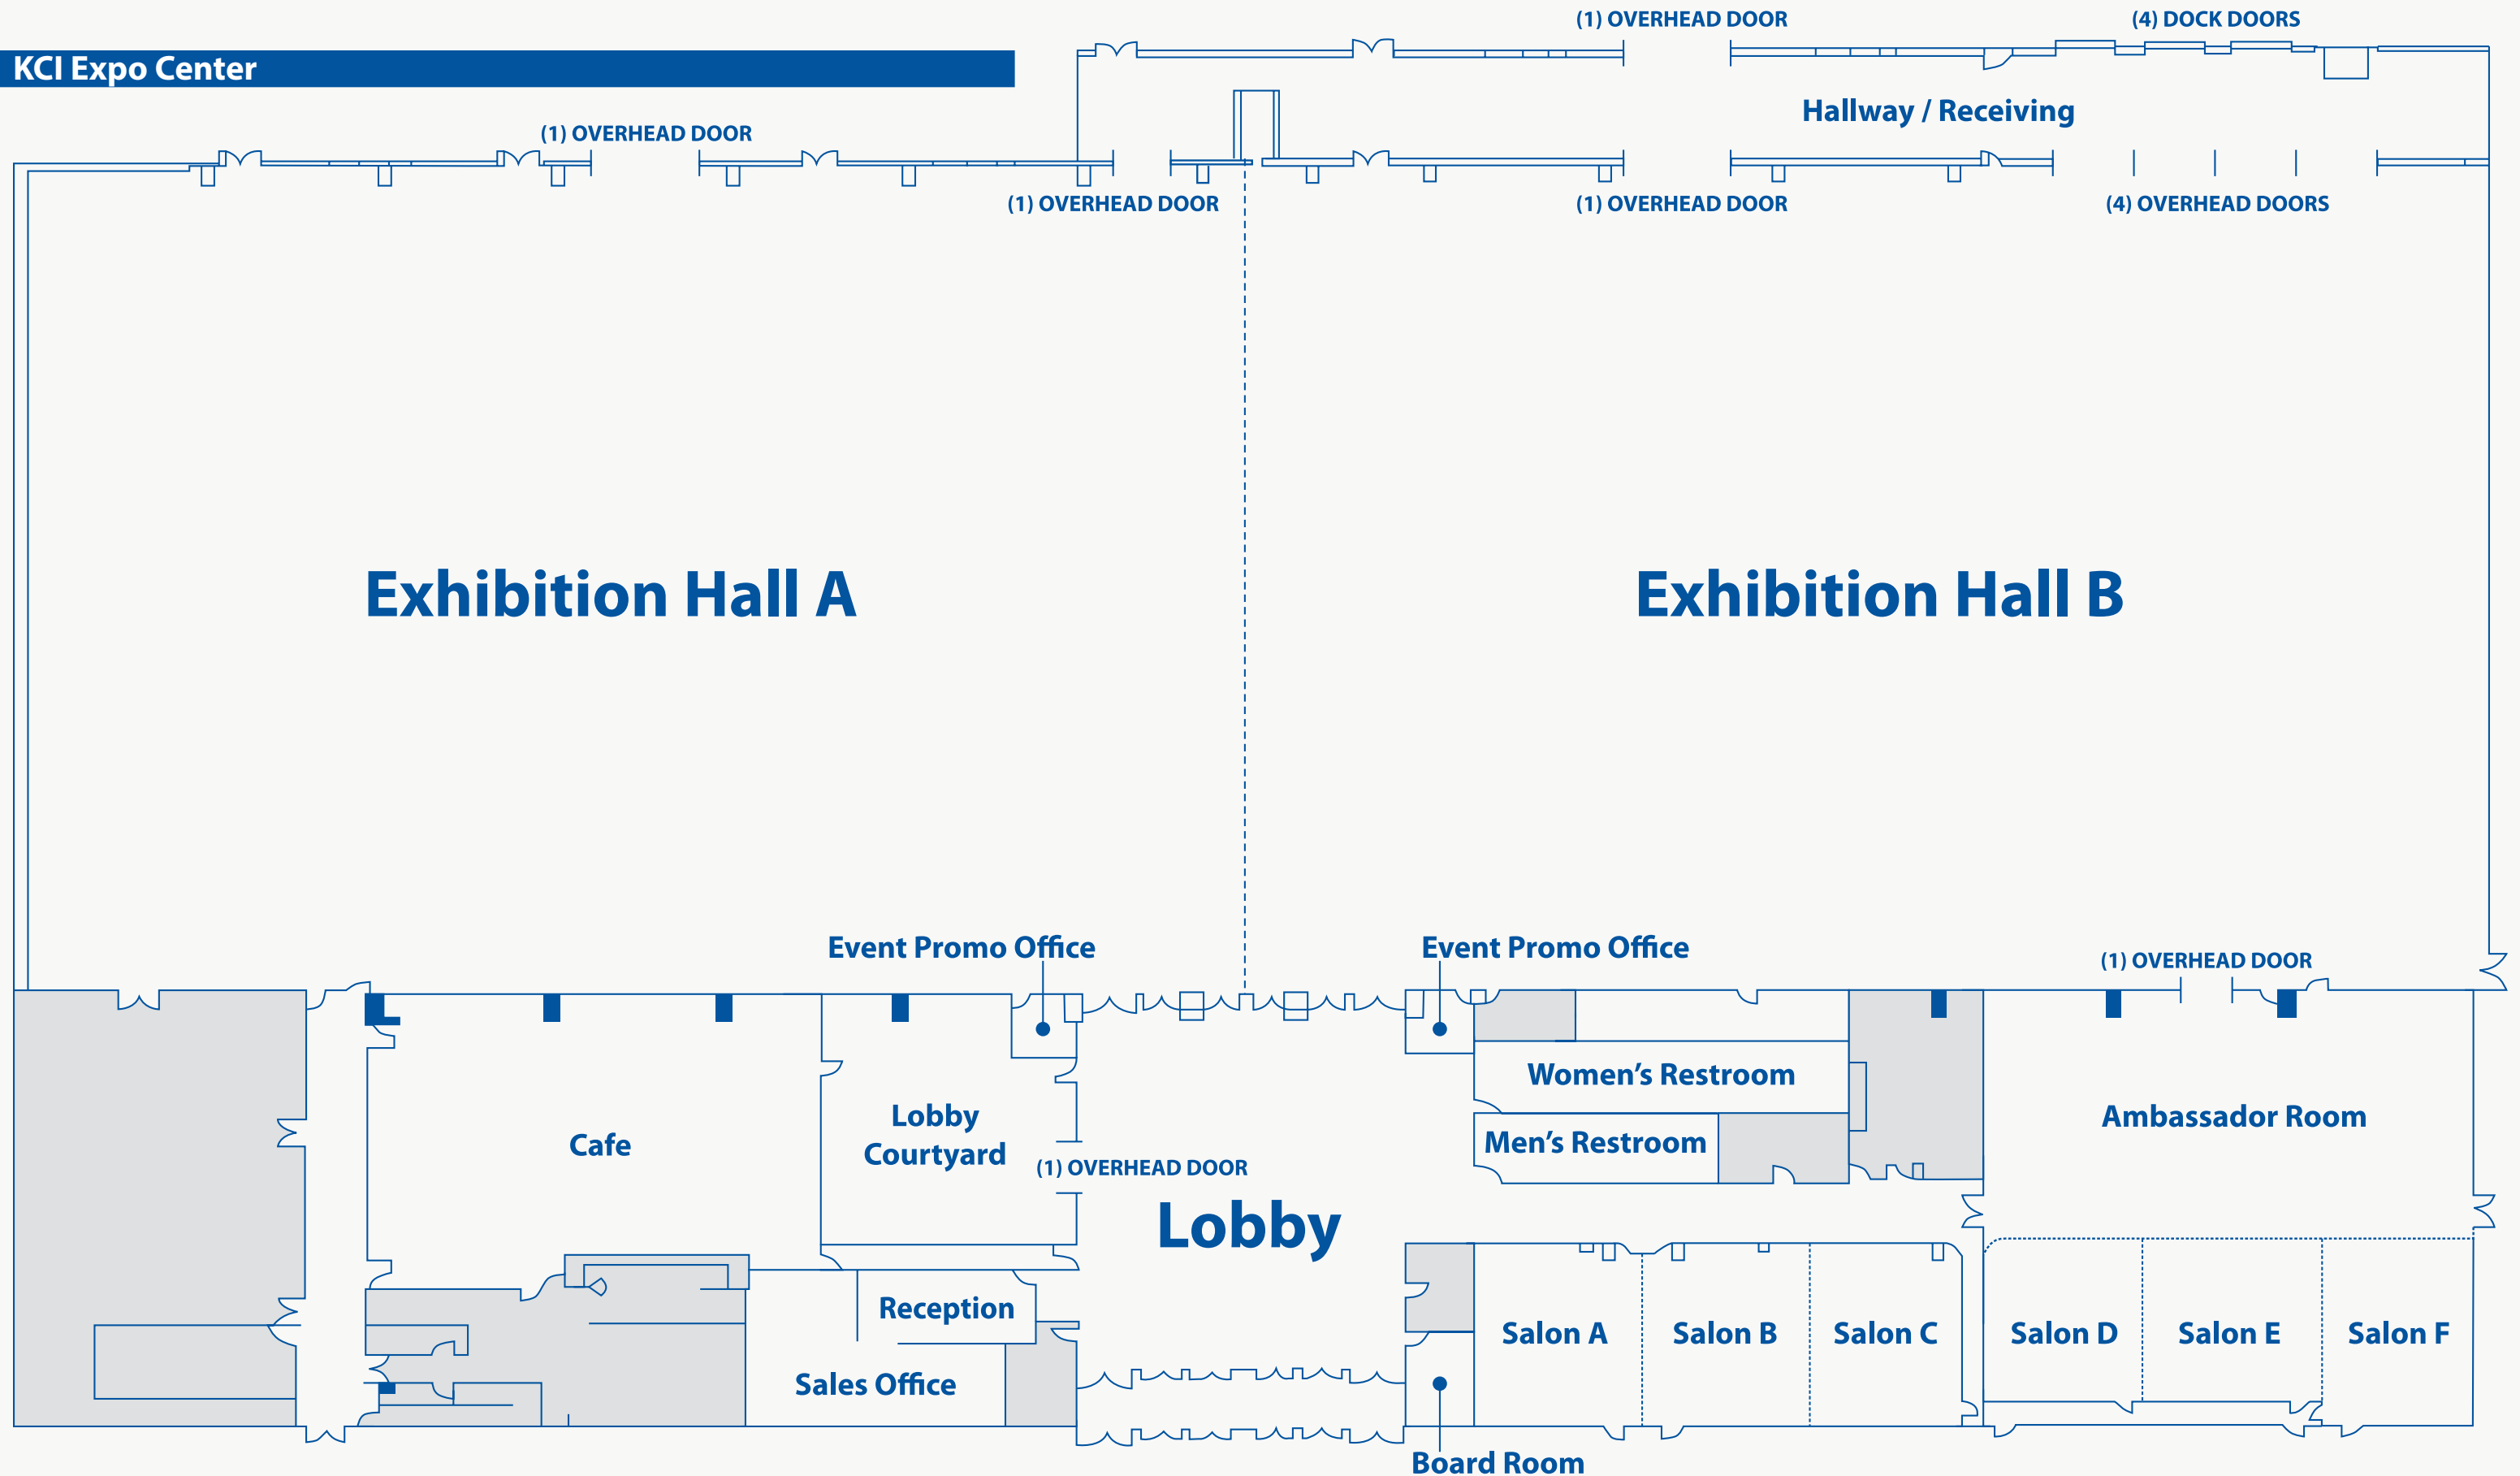 (1) OVERHEAD DOOR
(4) DOCK DOORS
KCI Expo Center
Hallway / Receiving
(1) OVERHEAD DOOR
(1) OVERHEAD DOOR
(1) OVERHEAD DOOR
(4) OVERHEAD DOORS
Exhibition Hall A
Exhibition Hall B
Event Promo Office
Event Promo Office
(1) OVERHEAD DOOR
Women’s Restroom
Lobby
Courtyard
Cafe
Men’s Restroom
Ambassador Room
(1) OVERHEAD DOOR
Lobby
Reception
Sales Office
Salon A
Salon B
Salon C
Salon D
Salon E
Salon F
Board Room